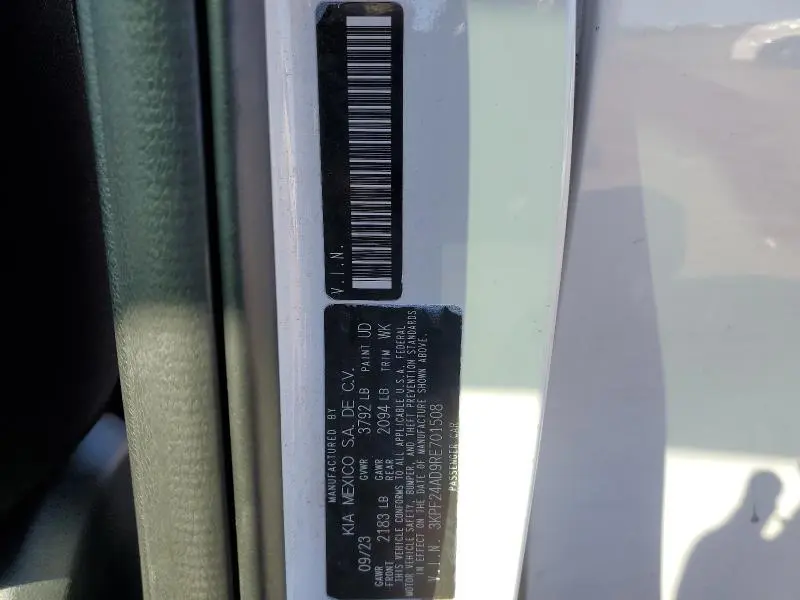 V.I.N.
MANUFACTURED BY
KIA MEXICO S.A. DE C.V.
09/23 GVWR 3792 LB PAINT UD
GAWR FRONT 2183 LB GAWR REAR 2094 LB TRIM WK
THIS VEHICLE CONFORMS TO ALL APPLICABLE U.S.A. FEDERAL
MOTOR VEHICLE SAFETY, BUMPER, AND THEFT PREVENTION STANDARDS
IN EFFECT ON THE DATE OF MANUFACTURE SHOWN ABOVE.
V.I.N. 3KPF24AD9RE701508
PASSENGER CAR